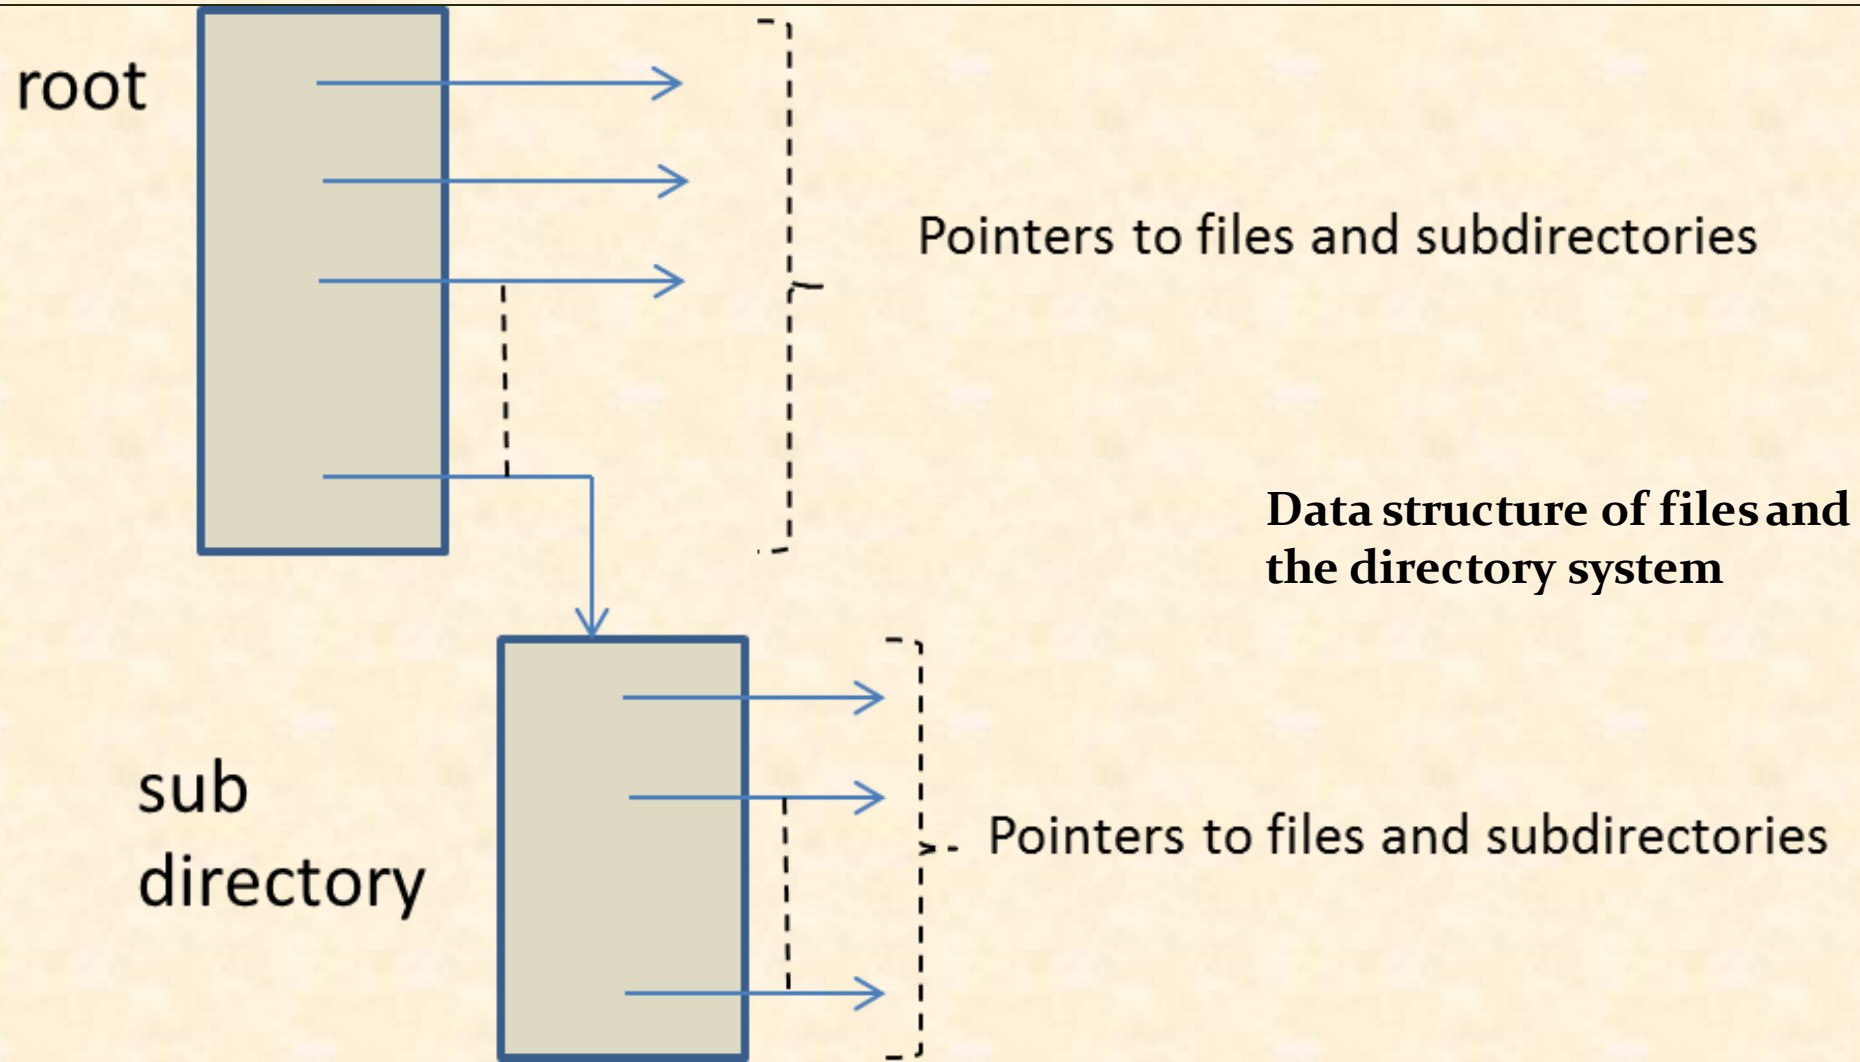 root
Pointers to files and subdirectories
Data structure of files and
the directory system
sub
directory
Pointers to files and subdirectories